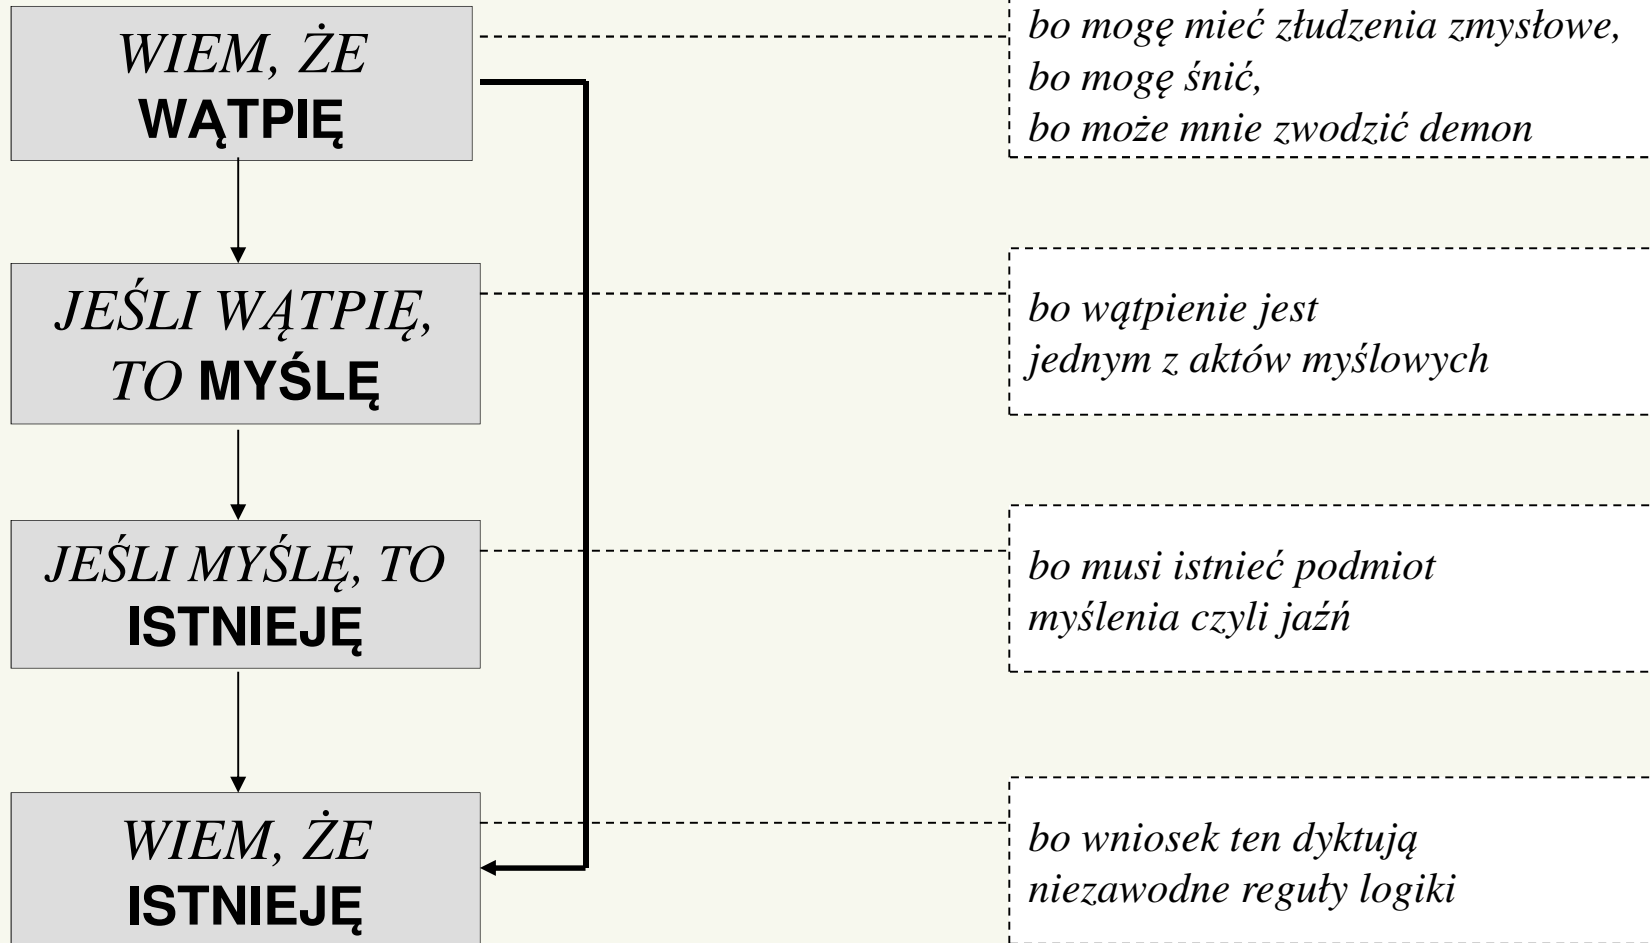 WIEM, ŻE
WĄTPIĘ
bo mogę mieć złudzenia zmysłowe,
bo mogę śnić,
bo może mnie zwodzić demon
JEŚLI WĄTPIĘ,
TO MYŚLĘ
bo wątpienie jest
jednym z aktów myślowych
JEŚLI MYŚLĘ, TO
ISTNIEJĘ
bo musi istnieć podmiot
myślenia czyli jaźń
WIEM, ŻE
ISTNIEJĘ
bo wniosek ten dyktują
niezawodne reguły logiki